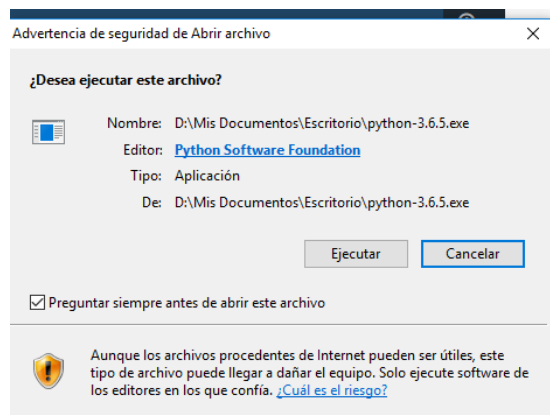 Advertencia de seguridad de Abrir archivo
¿Desea ejecutar este archivo?
Nombre: D:\Mis Documentos\Escritorio\python-3.6.5.exe
Editor: Python Software Foundation
Tipo: Aplicación
De: D:\Mis Documentos\Escritorio\python-3.6.5.exe
Ejecutar Cancelar
Preguntar siempre antes de abrir este archivo
Aunque los archivos procedentes de Internet pueden ser útiles, este
tipo de archivo puede llegar a dañar el equipo. Solo ejecute software de
los editores en los que confía. ¿Cuál es el riesgo?